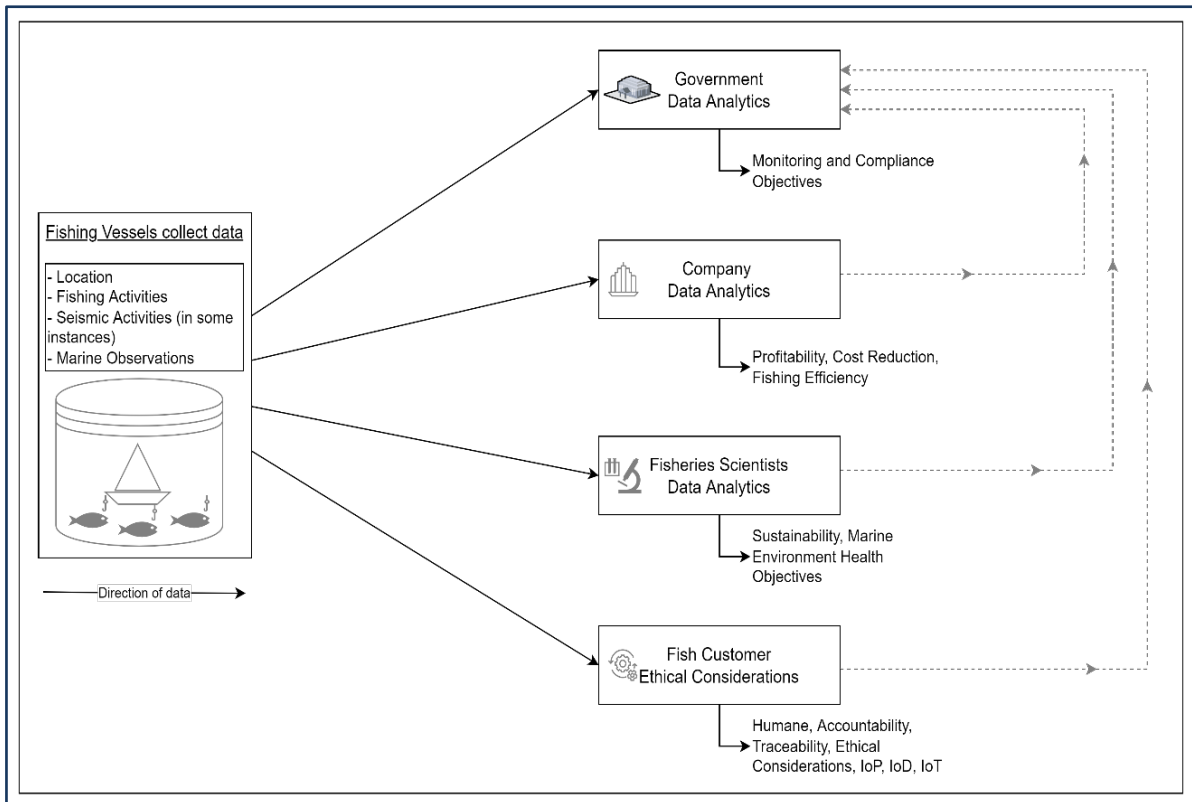 Government
Data Analytics
Monitoring and Compliance
Objectives
Fishing Vessels collect data
- Location
- Fishing Activities
- Seismic Activities (in some
instances)
- Marine Observations
Direction of data
Company
Data Analytics
Profitability, Cost Reduction,
Fishing Efficiency
Fisheries Scientists
Data Analytics
Sustainability, Marine
Environment Health
Objectives
Fish Customer
Ethical Considerations
Humane, Accountability,
Traceability, Ethical
Considerations, IoP, IoD, IoT